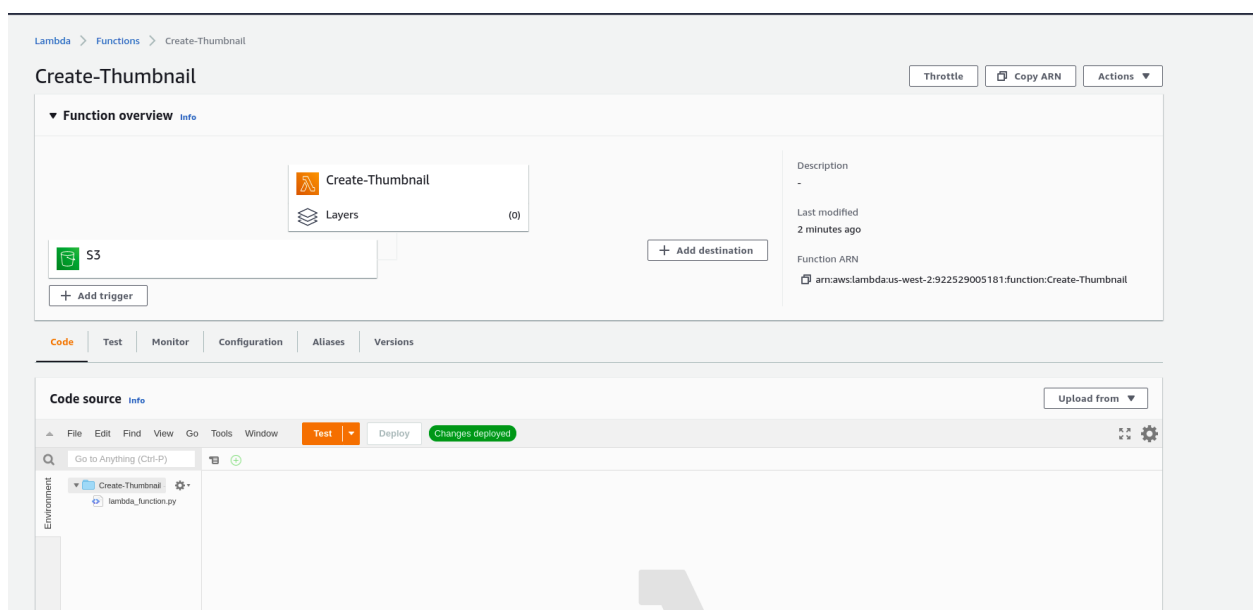 Lambda > Functions > Create-Thumbnail
Create-Thumbnail
Throttle Copy ARN Actions ▼
▼ Function overview Info
Create-Thumbnail
Layers (0)
S3
+ Add trigger
+ Add destination
Description
-
Last modified
2 minutes ago
Function ARN
arn:aws:lambda:us-west-2:922529005181:function:Create-Thumbnail
Code Test Monitor Configuration Aliases Versions
Code source Info
Upload from ▼
File Edit Find View Go Tools Window Test Deploy Changes deployed
Go to Anything (Ctrl-P)
Environment
Create-Thumbnail
lambda_function.py